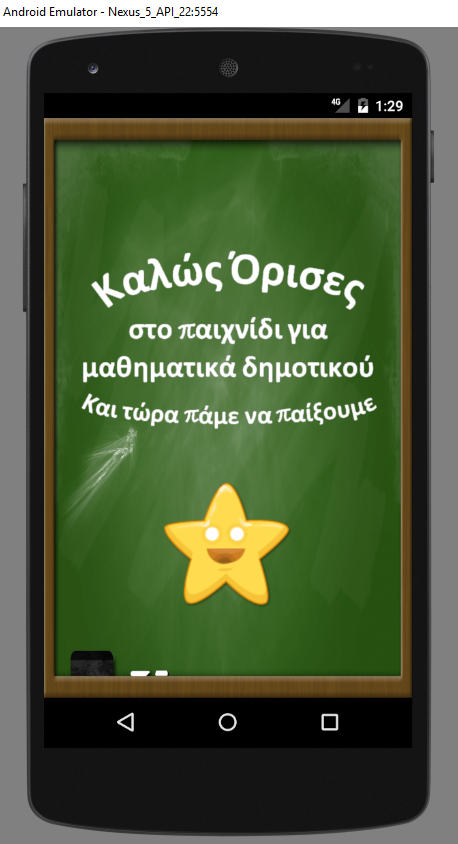 Android Emulator - Nexus_5_API_22:5554
4G 1:29
Καλώς Όρισες
στο παιχνίδι για
μαθηματικά δημοτικού
Και τώρα πάμε να παίξουμε